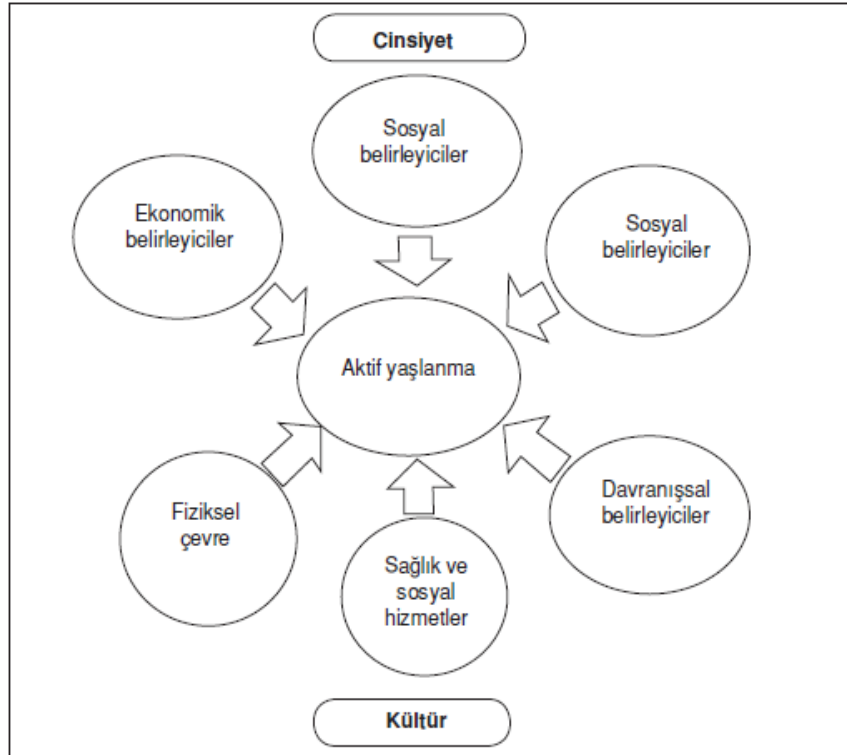 Cinsiyet
Sosyal
belirleyiciler
Ekonomik
belirleyiciler
Sosyal
belirleyiciler
Aktif yaşlanma
Fiziksel
çevre
Sağlık ve
sosyal
hizmetler
Davranışsal
belirleyiciler
Kültür